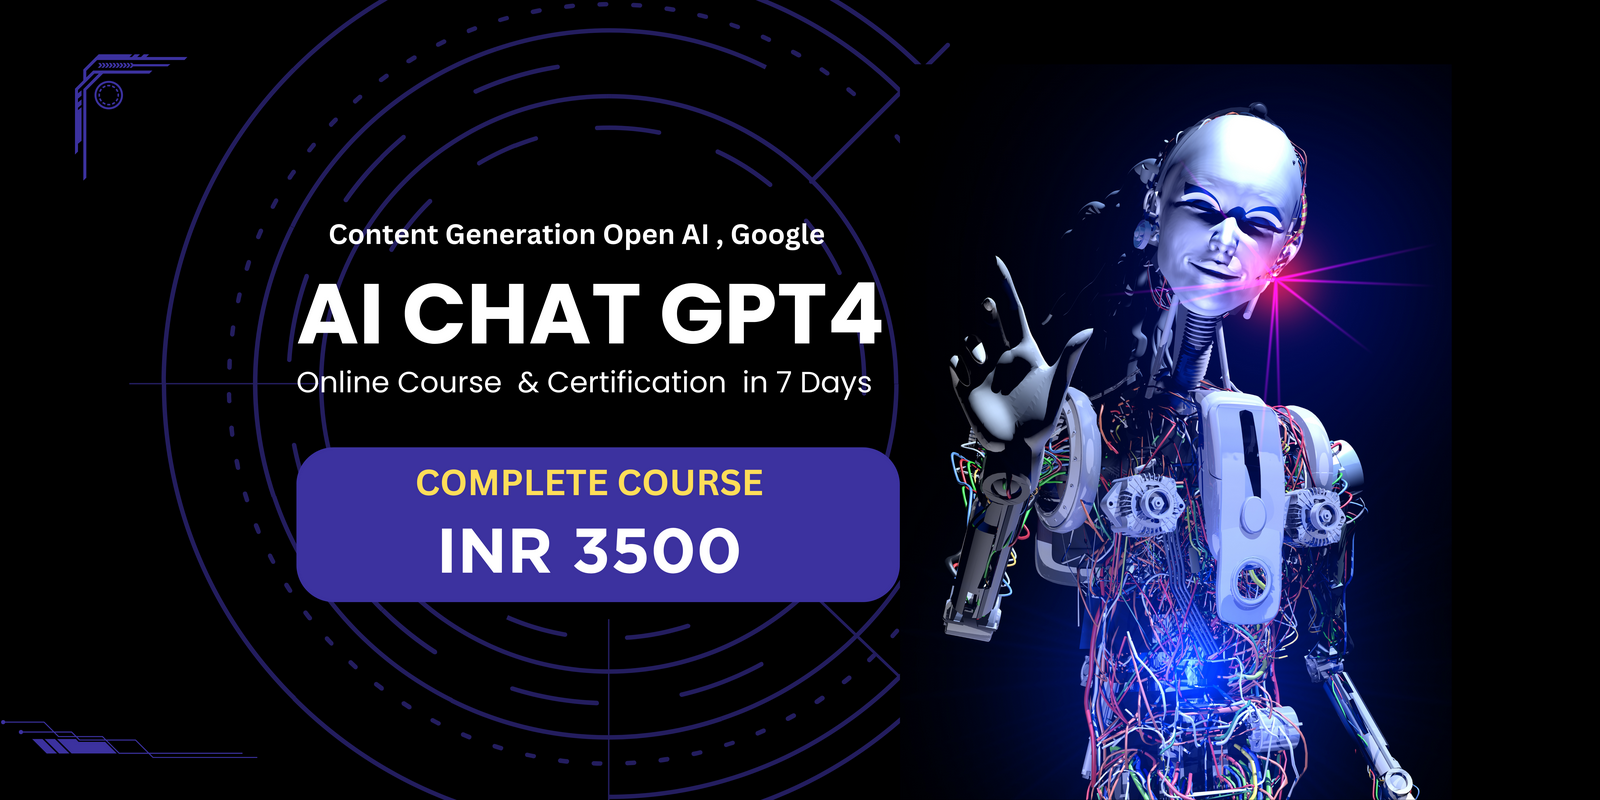 Content Generation Open AI , Google
AI CHAT GPT4
Online Course & Certification in 7 Days
COMPLETE COURSE
INR 3500